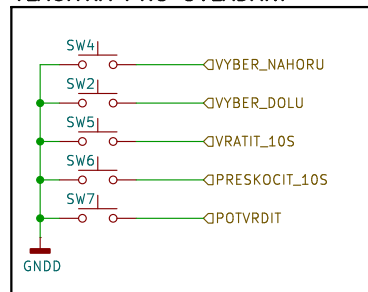 SW4
VYBER_NAHORU
SW2
VYBER_DOLU
SW5
VRATIT_10S
SW6
PRESKOCIT_10S
SW7
POTVRDIT
GNDD